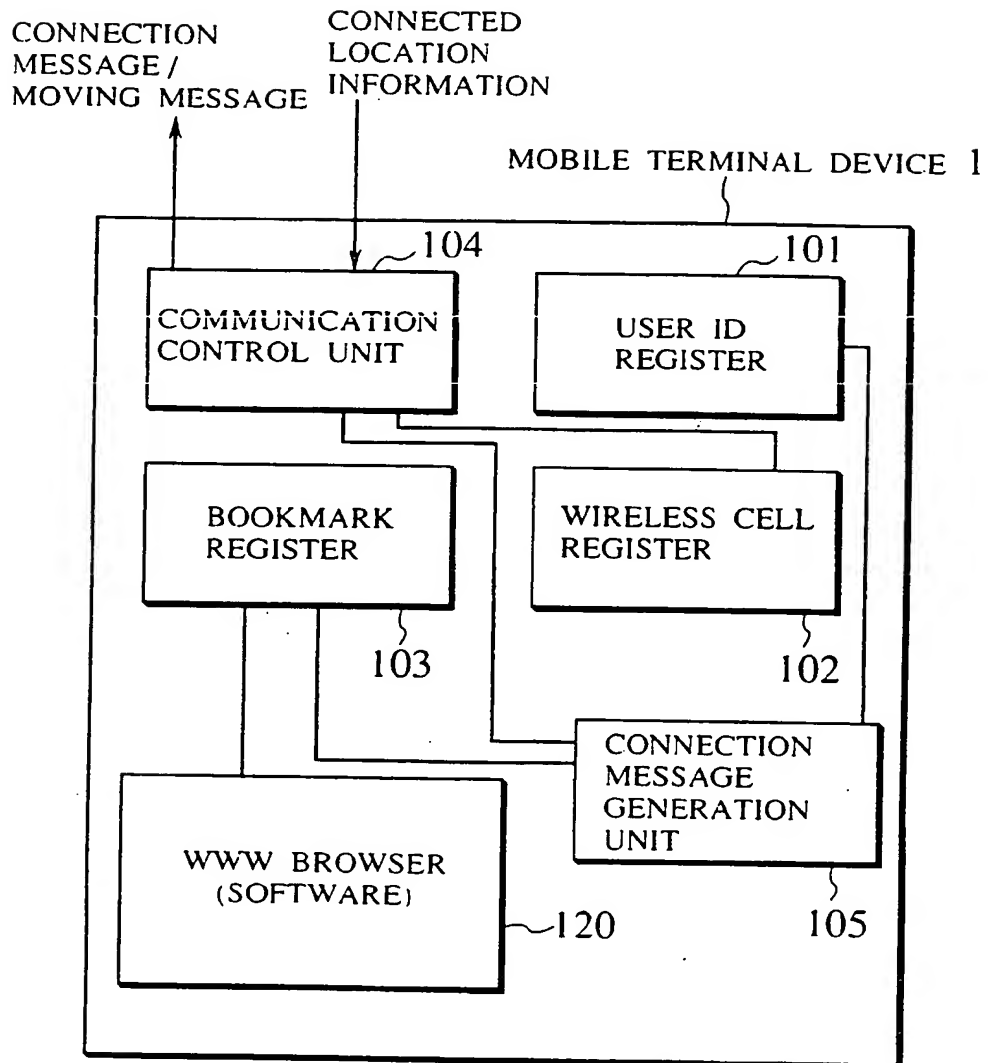 CONNECTION
MESSAGE/
MOVING MESSAGE
CONNECTED
LOCATION
INFORMATION
MOBILE TERMINAL DEVICE 1
104
101
COMMUNICATION
CONTROL UNIT
USER ID
REGISTER
BOOKMARK
REGISTER
WIRELESS CELL
REGISTER
103
102
CONNECTION
MESSAGE
GENERATION
UNIT
WWW BROWSER
(SOFTWARE)
120
105